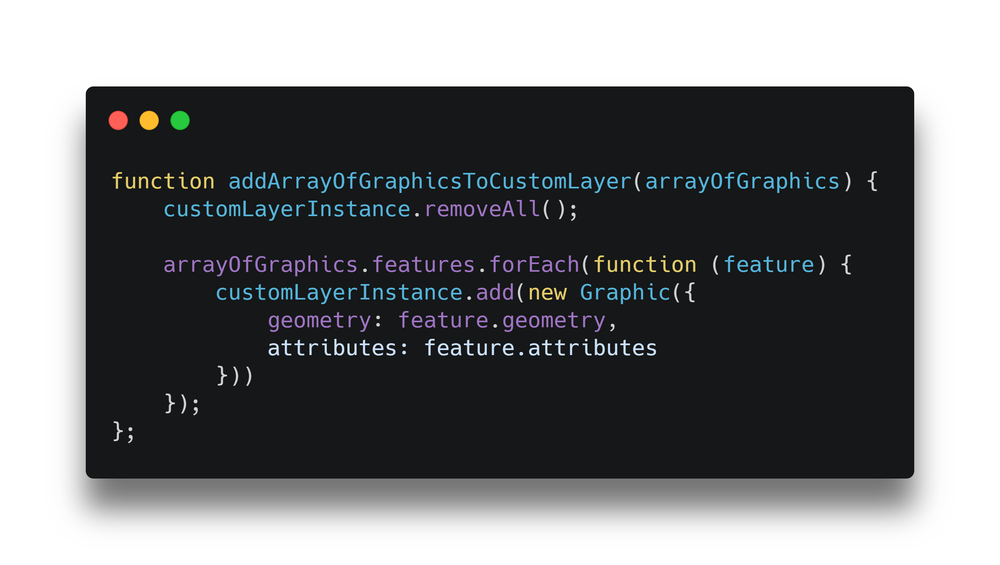 function addArrayOfGraphicsToCustomLayer(arrayOfGraphics) {
    customLayerInstance.removeAll();

    arrayOfGraphics.features.forEach(function (feature) {
        customLayerInstance.add(new Graphic({
            geometry: feature.geometry,
            attributes: feature.attributes
        }))
    });
};